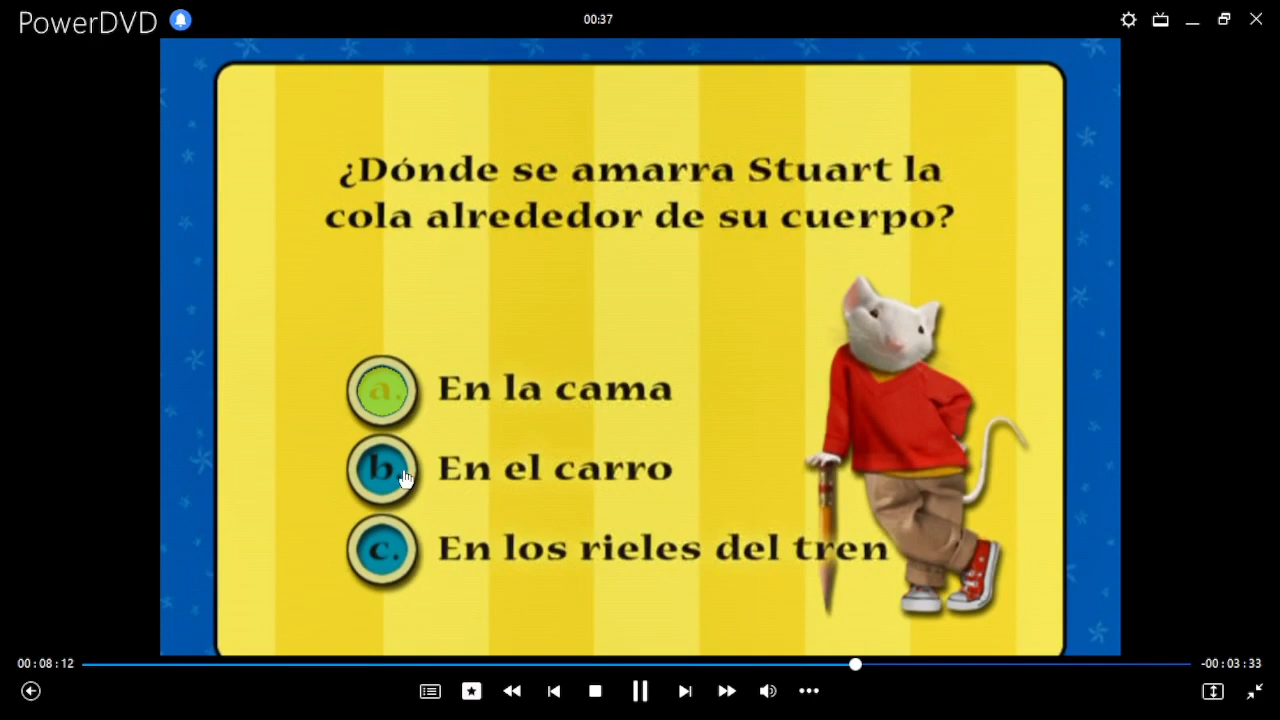 PowerDVD
00:37
¿Dónde se amarra Stuart la
cola alrededor de su cuerpo?
a. En la cama
b. En el carro
c. En los rieles del tren
00:08:12
-00:03:33